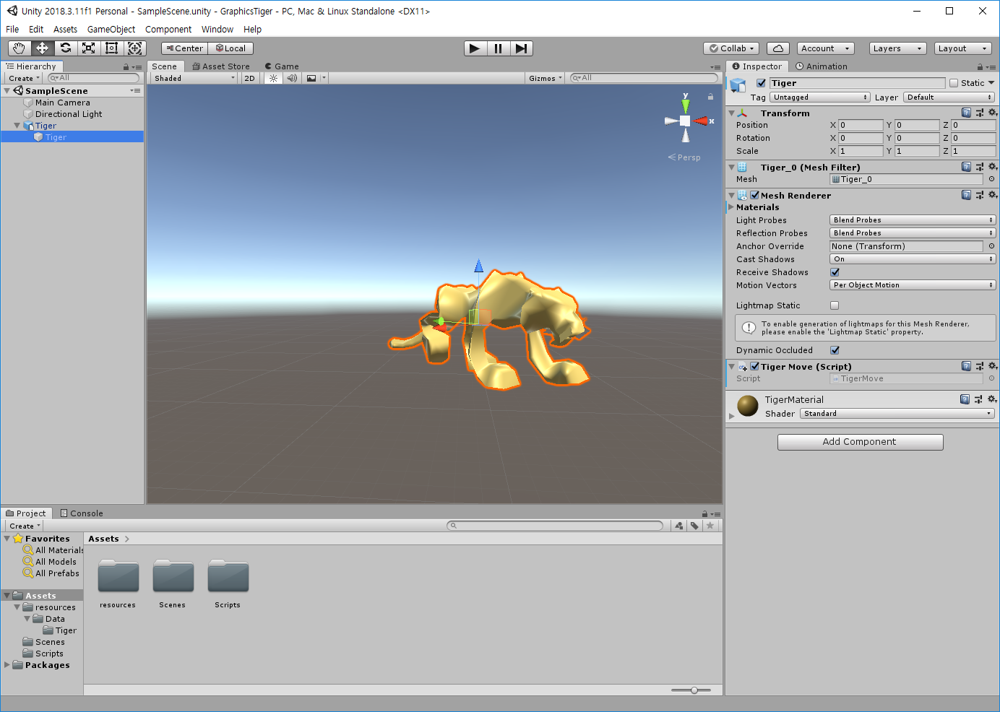 Unity 2018.3.11f1 Personal - SampleScene.unity - GraphicsTiger - PC, Mac & Linux Standalone <DX11>
File Edit Assets GameObject Component Window Help
Center Local Collab Account Layers Layout
Hierarchy
Create All
SampleScene
Main Camera
Directional Light
Tiger
Tiger
Scene Asset Store Game
Shaded 2D Gizmos All
y
x
Persp
Inspector Animation
Tiger Static
Tag Untagged Layer Default
Transform
Position X 0 Y 0 Z 0
Rotation X 0 Y 0 Z 0
Scale X 1 Y 1 Z 1
Tiger_0 (Mesh Filter)
Mesh Tiger_0
Mesh Renderer
Materials
Light Probes Blend Probes
Reflection Probes Blend Probes
Anchor Override None (Transform)
Cast Shadows On
Receive Shadows
Motion Vectors Per Object Motion
Lightmap Static
To enable generation of lightmaps for this Mesh Renderer,
please enable the 'Lightmap Static' property.
Dynamic Occluded
Tiger Move (Script)
Script TigerMove
TigerMaterial
Shader Standard
Add Component
Project Console
Create
Favorites
All Materials
All Models
All Prefabs
Assets
resources
Data
Tiger
Scenes
Scripts
Packages
Assets
resources Scenes Scripts